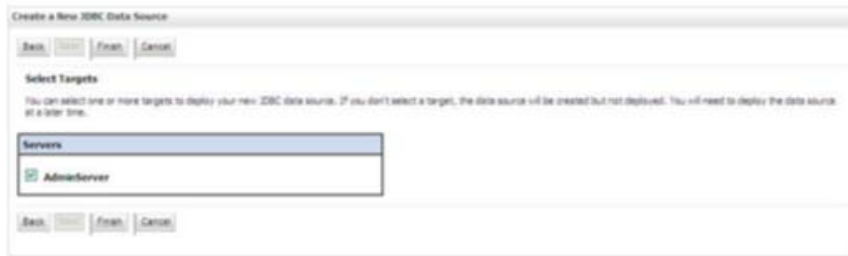 Create a New JDBC Data Source
Back Next Finish Cancel
Select Targets
You can select one or more targets to deploy your new JDBC data source. If you don't select a target, the data source will be created but not deployed. You will need to deploy the data source
at a later time.
Servers
AdminServer
Back Next Finish Cancel